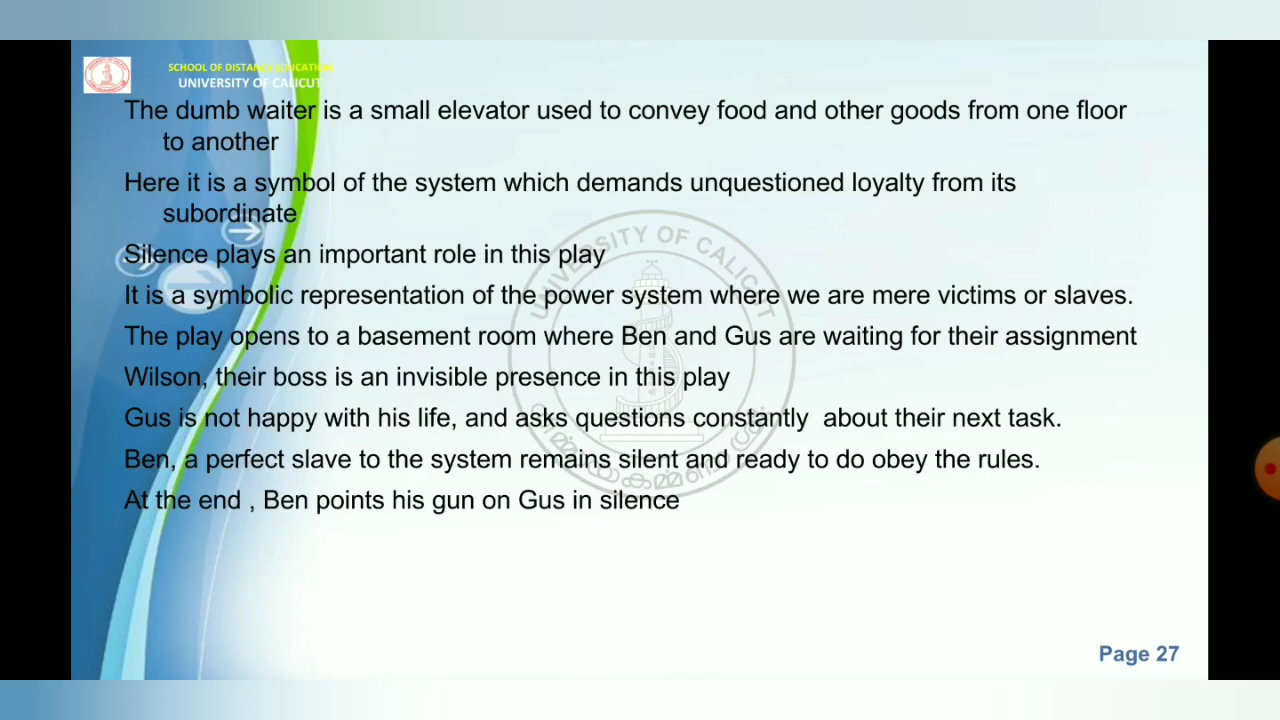 SCHOOL OF DISTANCE EDUCATION
UNIVERSITY OF CALICUT
The dumb waiter is a small elevator used to convey food and other goods from one floor
to another
Here it is a symbol of the system which demands unquestioned loyalty from its
subordinate
Silence plays an important role in this play
It is a symbolic representation of the power system where we are mere victims or slaves.
The play opens to a basement room where Ben and Gus are waiting for their assignment
Wilson, their boss is an invisible presence in this play
Gus is not happy with his life, and asks questions constantly about their next task.
Ben, a perfect slave to the system remains silent and ready to do obey the rules.
At the end , Ben points his gun on Gus in silence
UNIVERSITY OF CALICUT
Page 27